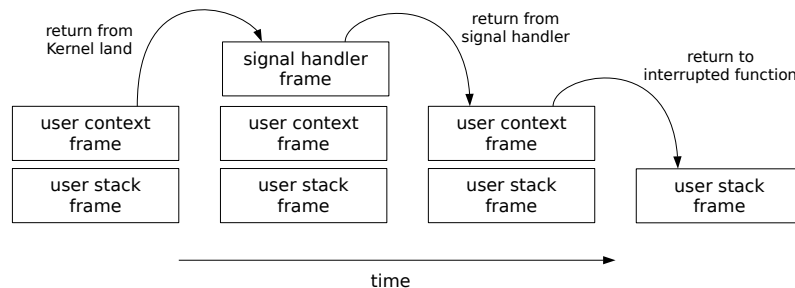 return from
Kernel land
return from
signal handler
signal handler
frame
return to
interrupted function
user context
frame
user context
frame
user context
frame
user stack
frame
user stack
frame
user stack
frame
user stack
frame
time